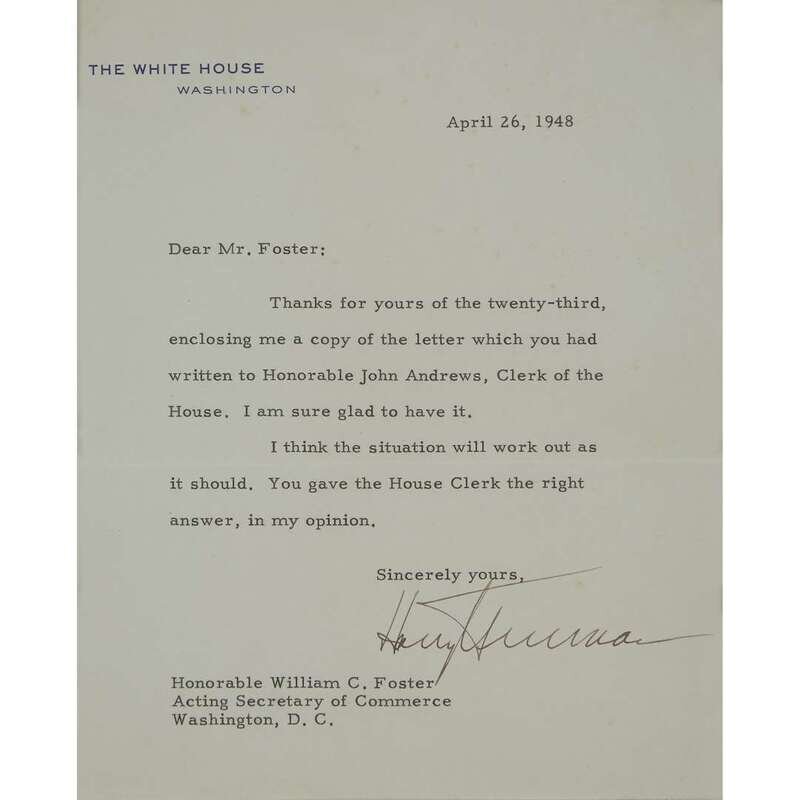 THE WHITE HOUSE
WASHINGTON
April 26, 1948
Dear Mr. Foster:
Thanks for yours of the twenty-third,
enclosing me a copy of the letter which you had
written to Honorable John Andrews, Clerk of the
House. I am sure glad to have it.
I think the situation will work out as
it should. You gave the House Clerk the right
answer, in my opinion.
Sincerely yours,
Harry Truman
Honorable William C. Foster
Acting Secretary of Commerce
Washington, D. C.